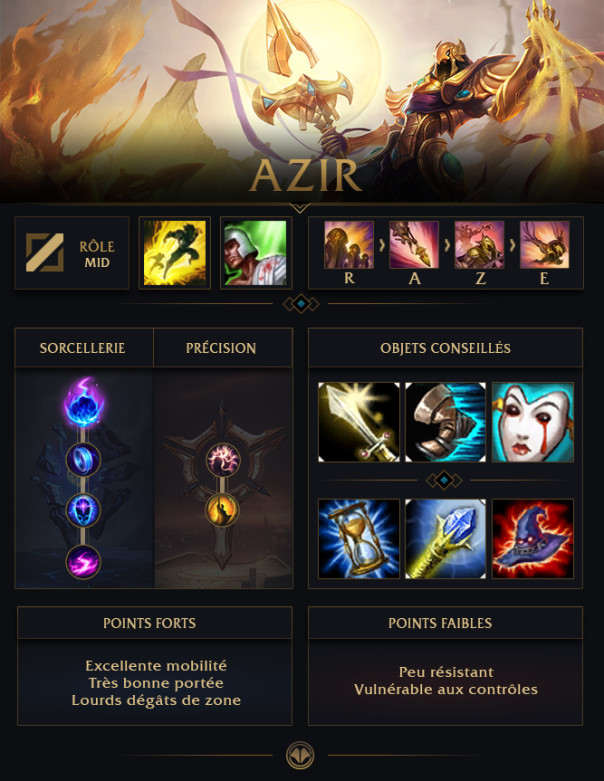 AZIR
RÔLE
MID
R A Z E
SORCELLERIE
PRÉCISION
OBJETS CONSEILLÉS
POINTS FORTS
Excellente mobilité
Très bonne portée
Lourds dégâts de zone
POINTS FAIBLES
Peu résistant
Vulnérable aux contrôles